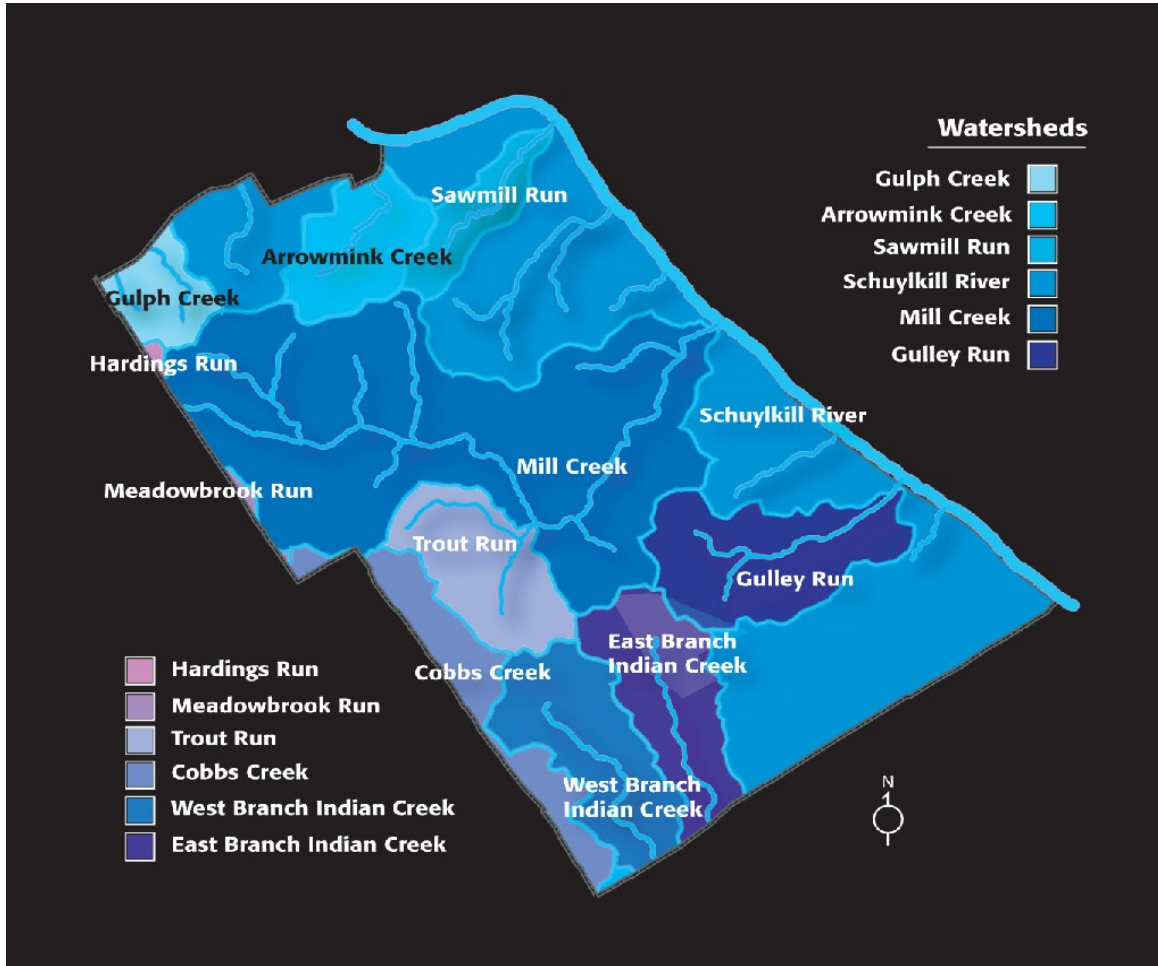 Watersheds
Gulph Creek
Arrowmink Creek
Sawmill Run
Schuylkill River
Mill Creek
Gulley Run
Sawmill Run
Arrowmink Creek
Gulph Creek
Hardings Run
Schuylkill River
Mill Creek
Meadowbrook Run
Trout Run
Gulley Run
East Branch
Indian Creek
Cobbs Creek
West Branch
Indian Creek
Hardings Run
Meadowbrook Run
Trout Run
Cobbs Creek
West Branch Indian Creek
East Branch Indian Creek
N